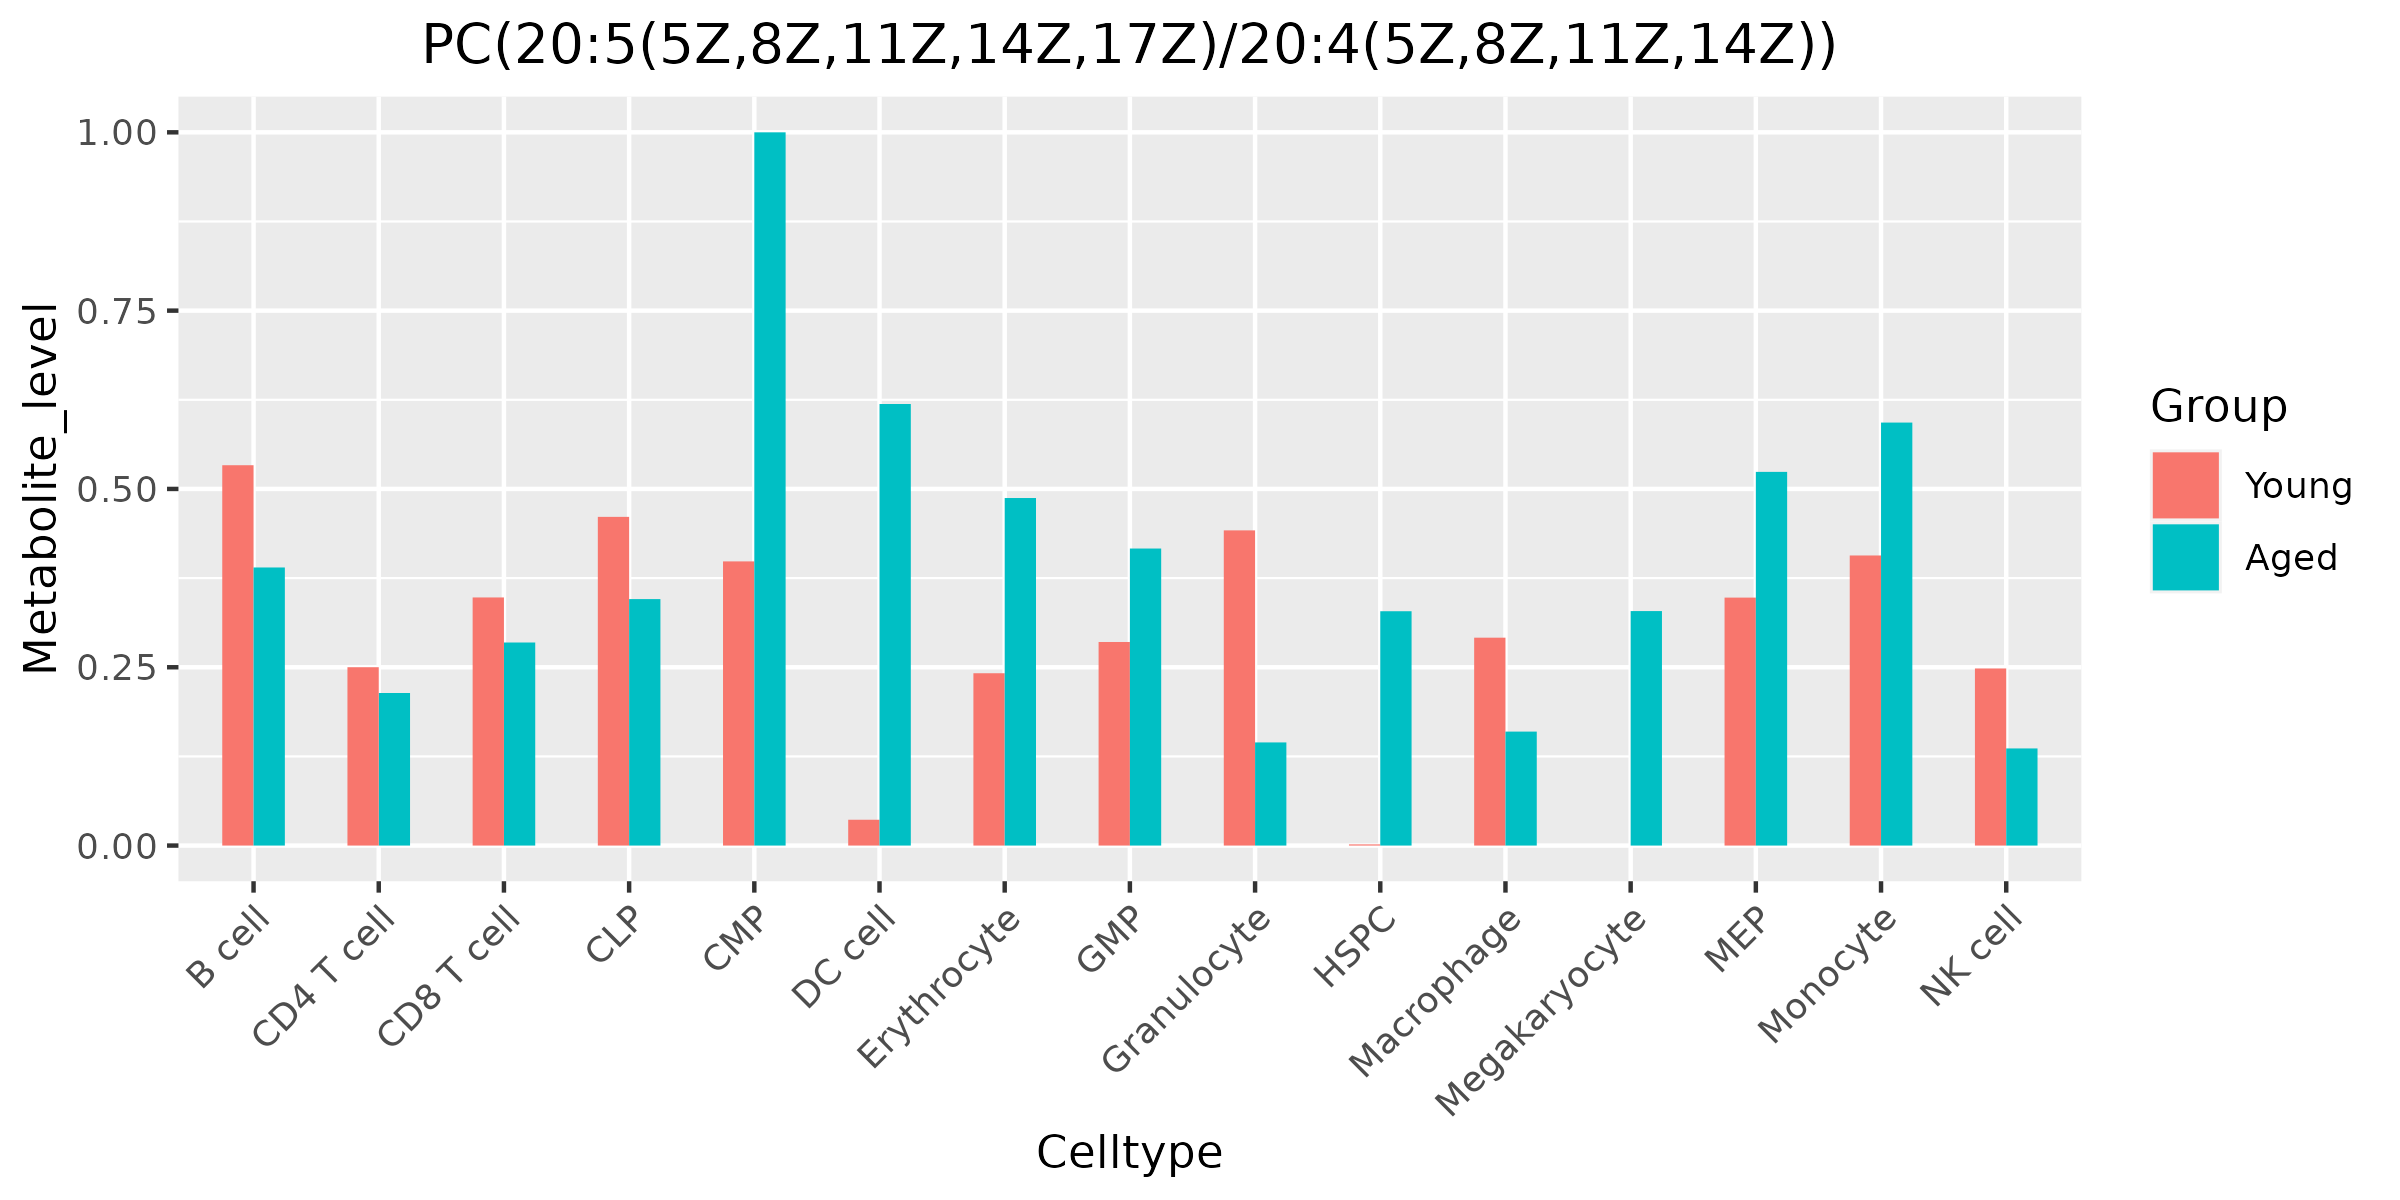 PC(20:5(5Z,8Z,11Z,14Z,17Z)/20:4(5Z,8Z,11Z,14Z))
Metabolite_level
1.00
0.75
0.50
0.25
0.00
B cell
CD4 T cell
CD8 T cell
CLP
CMP
DC cell
Erythrocyte
GMP
Granulocyte
HSPC
Macrophage
Megakaryocyte
MEP
Monocyte
NK cell
Celltype
Group
Young
Aged